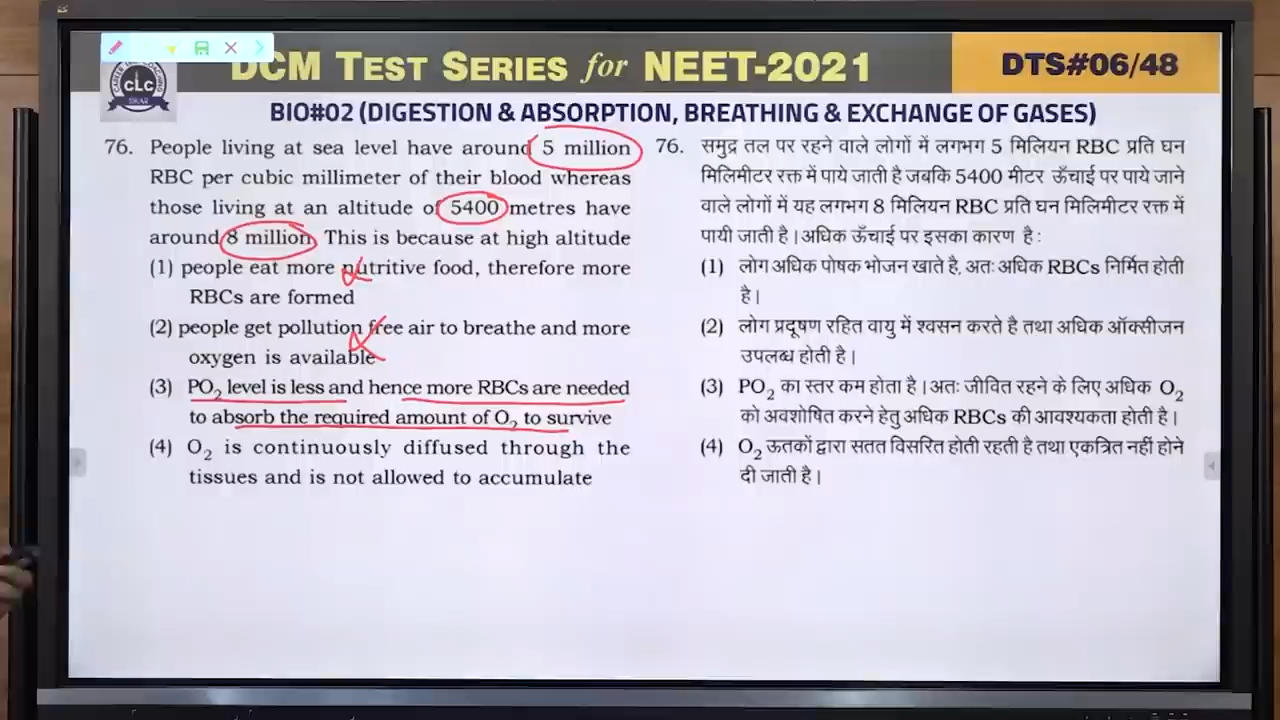 DCM TEST SERIES for NEET-2021
DTS#06/48
CLC
SIKAR
BIO#02 (DIGESTION & ABSORPTION, BREATHING & EXCHANGE OF GASES)
76. People living at sea level have around 5 million
RBC per cubic millimeter of their blood whereas
those living at an altitude of 5400 metres have
around 8 million. This is because at high altitude
(1) people eat more nutritive food, therefore more
RBCs are formed
(2) people get pollution free air to breathe and more
oxygen is available
(3) PO₂ level is less and hence more RBCs are needed
to absorb the required amount of O₂ to survive
(4) O₂ is continuously diffused through the
tissues and is not allowed to accumulate
76. समुद्र तल पर रहने वाले लोगों में लगभग 5 मिलियन RBC प्रति घन
मिलिमीटर रक्त में पाये जाती है जबकि 5400 मीटर ऊँचाई पर पाये जाने
वाले लोगों में यह लगभग 8 मिलियन RBC प्रति घन मिलिमीटर रक्त में
पायी जाती है। अधिक ऊँचाई पर इसका कारण है :
(1) लोग अधिक पोषक भोजन खाते है, अतः अधिक RBCs निर्मित होती
है।
(2) लोग प्रदूषण रहित वायु में श्वसन करते है तथा अधिक ऑक्सीजन
उपलब्ध होती है।
(3) PO₂ का स्तर कम होता है। अतः जीवित रहने के लिए अधिक O₂
को अवशोषित करने हेतु अधिक RBCs की आवश्यकता होती है।
(4) O₂ ऊतकों द्वारा सतत विसरित होती रहती है तथा एकत्रित नहीं होने
दी जाती है।